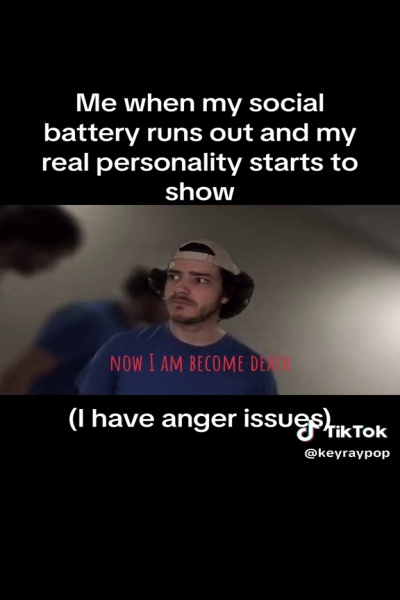 Me when my social
battery runs out and my
real personality starts to
show
NOW I AM BECOME DEATH
(I have anger issues)
TikTok
@keyraypop